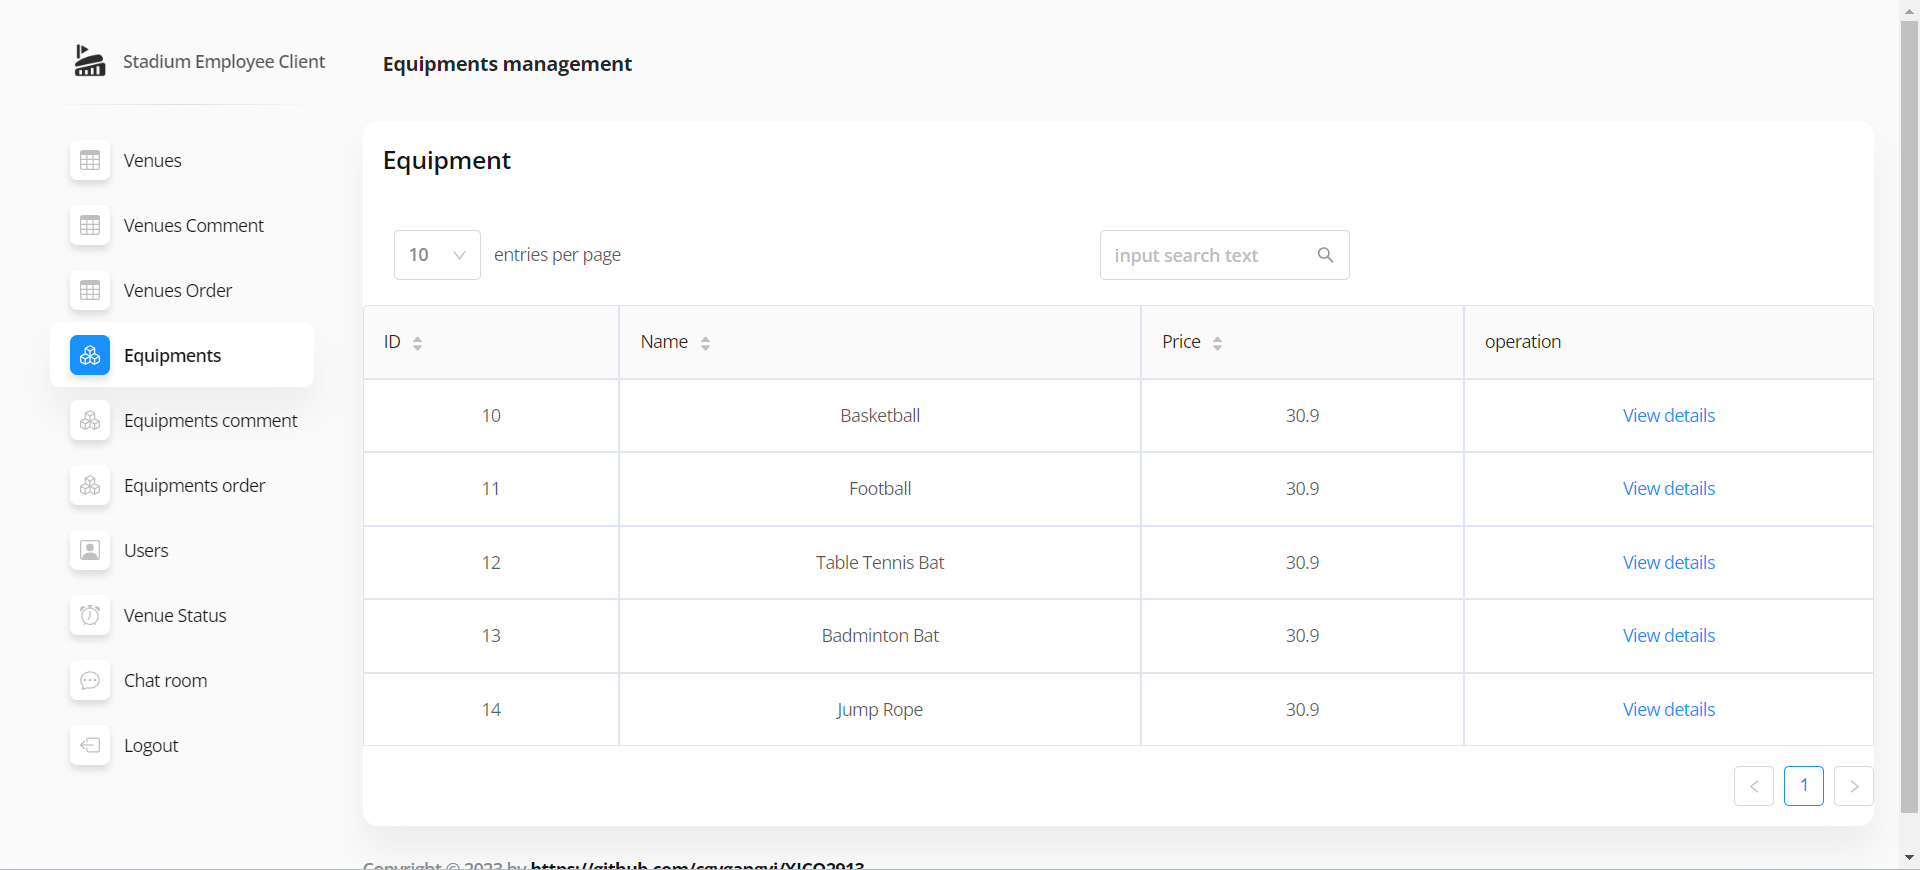 Stadium Employee Client
Equipments management
Venues
Venues Comment
Venues Order
Equipments
Equipments comment
Equipments order
Users
Venue Status
Chat room
Logout
Equipment
10 entries per page
input search text
ID Name Price operation
10 Basketball 30.9 View details
11 Football 30.9 View details
12 Table Tennis Bat 30.9 View details
13 Badminton Bat 30.9 View details
14 Jump Rope 30.9 View details
1
Copyright © 2023 by